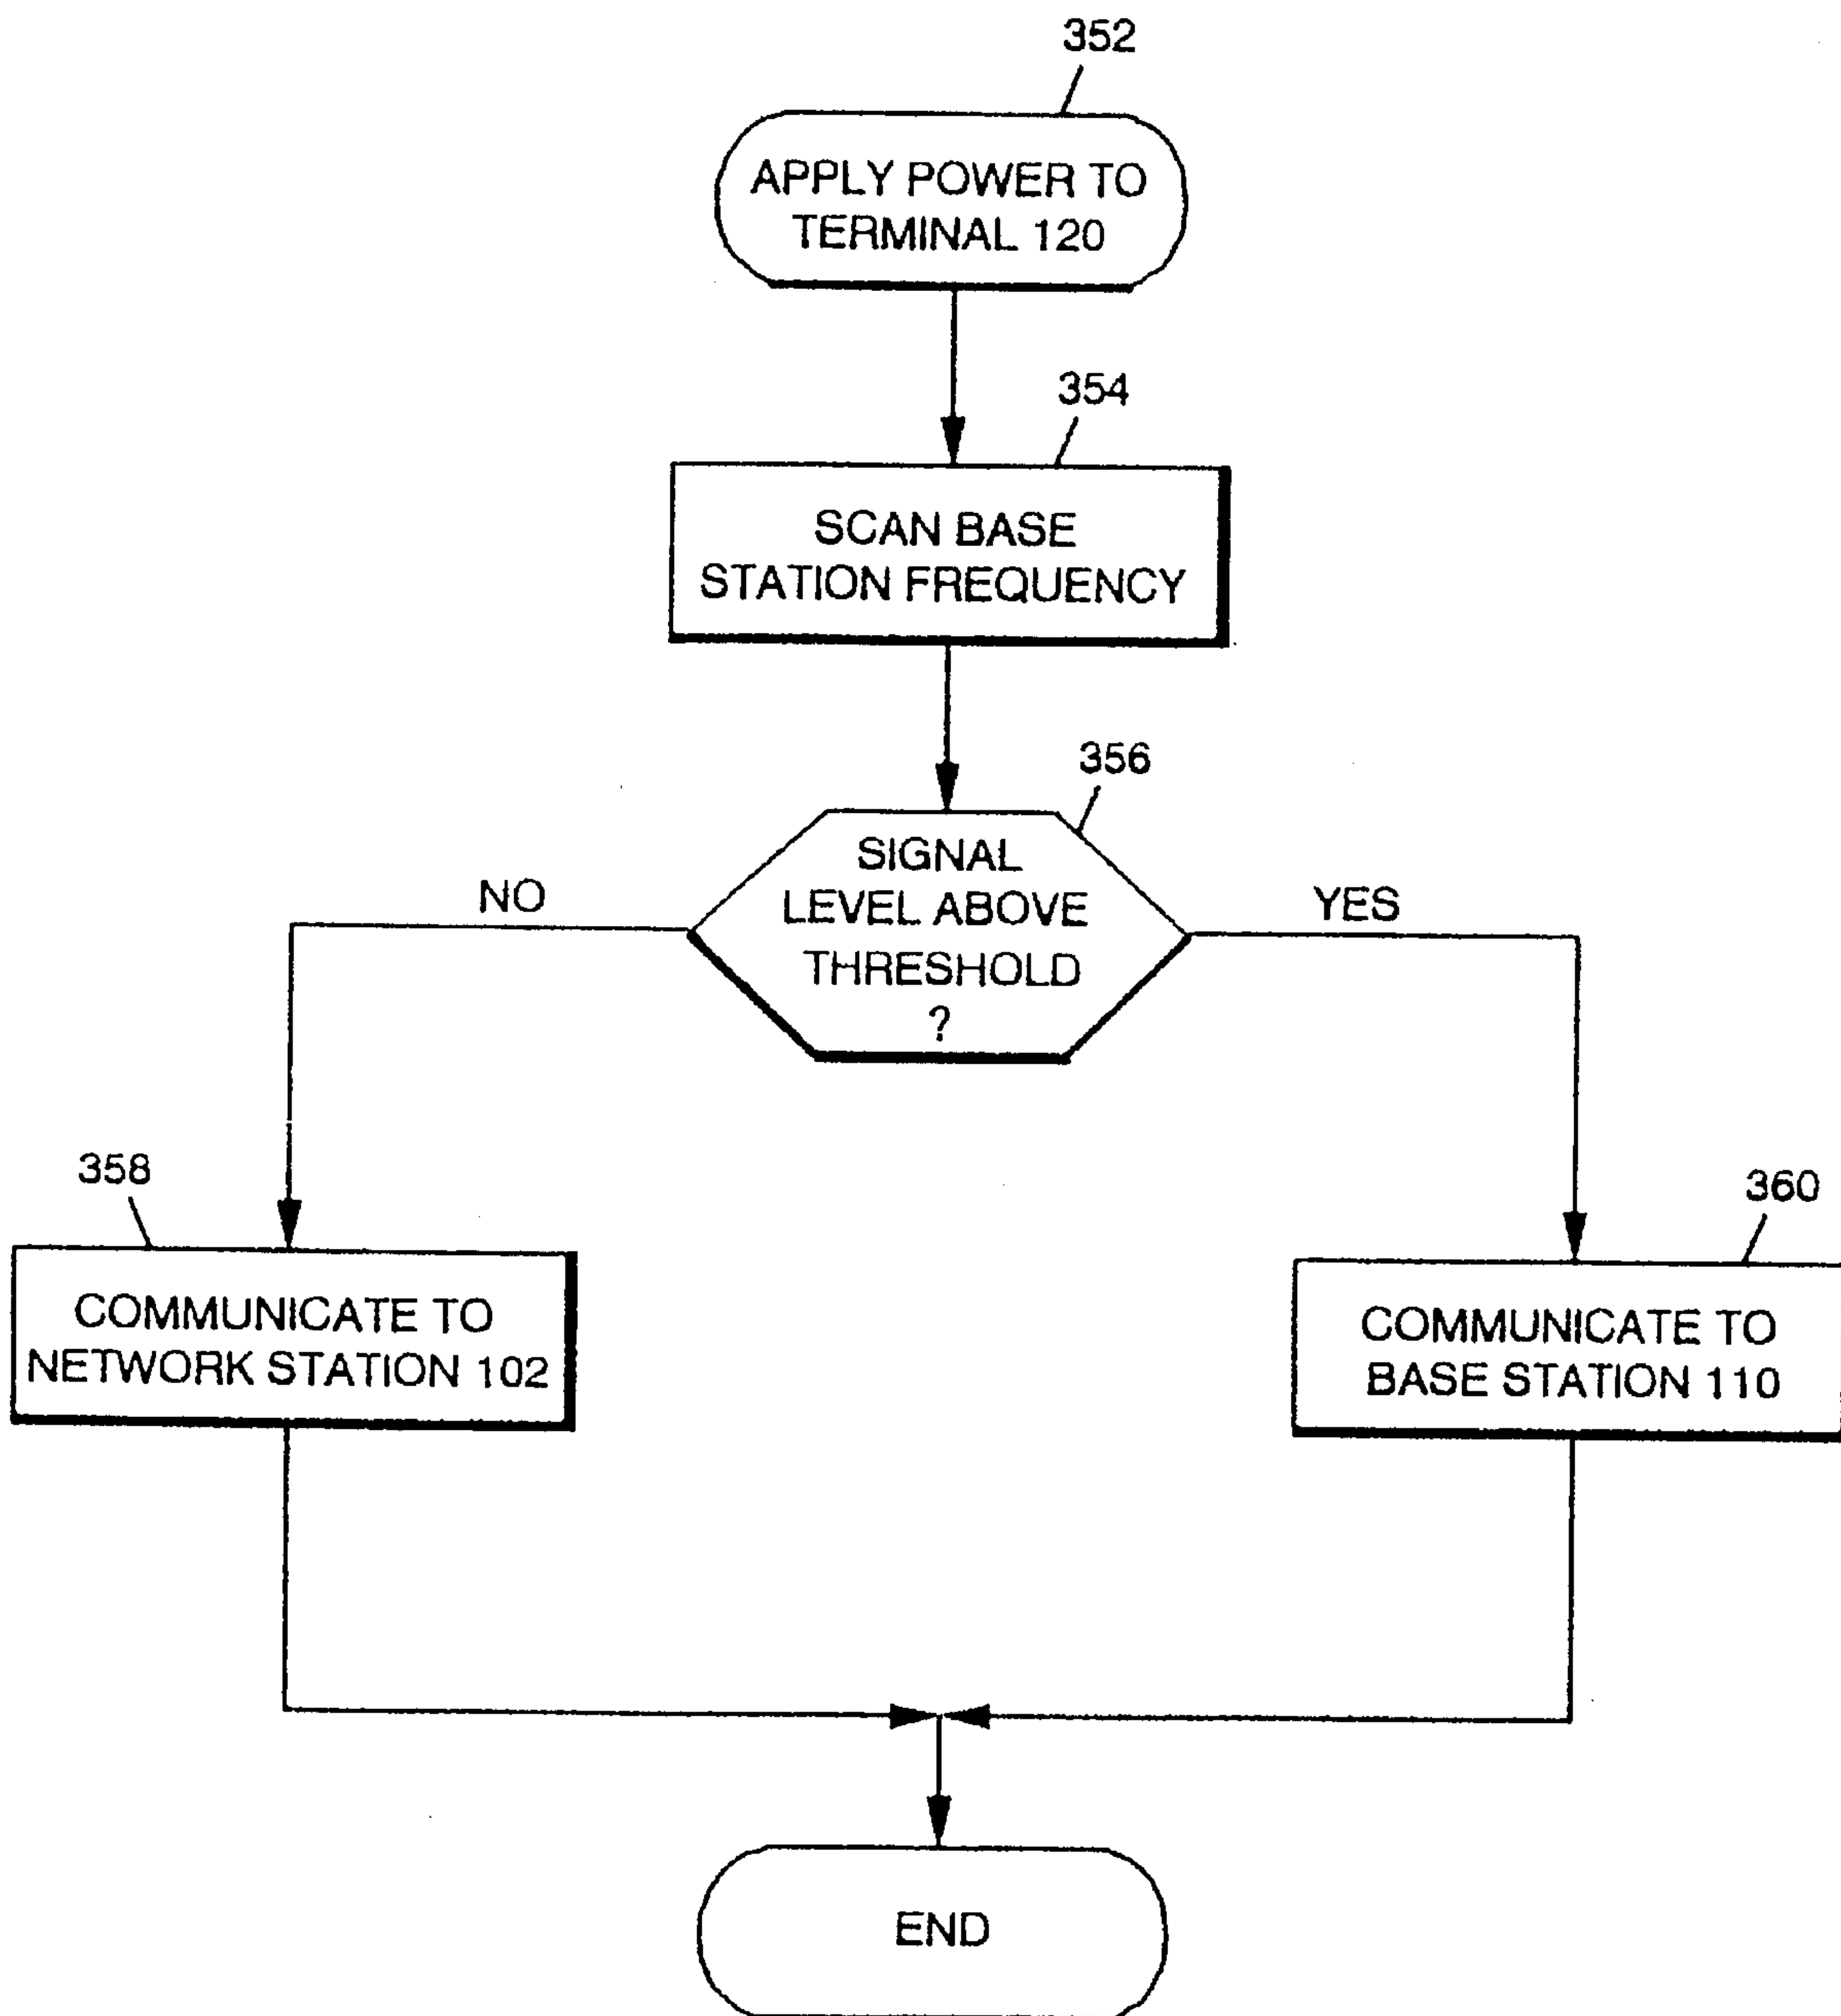 352
APPLY POWER TO
TERMINAL 120
354
SCAN BASE
STATION FREQUENCY
356
SIGNAL
LEVEL ABOVE
THRESHOLD
?
NO
YES
358
COMMUNICATE TO
NETWORK STATION 102
360
COMMUNICATE TO
BASE STATION 110
END